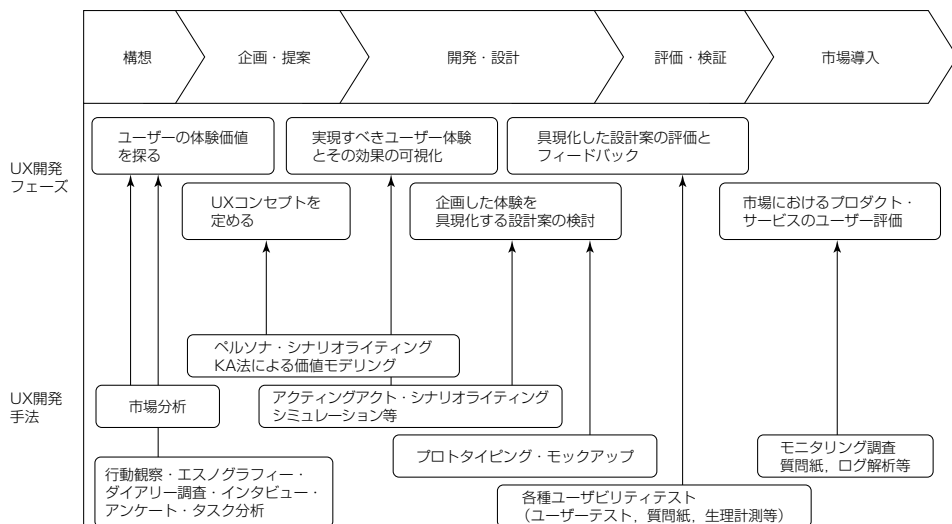 構想
企画・提案
開発・設計
評価・検証
市場導入
UX開発
フェーズ
ユーザーの体験価値
を探る
実現すべきユーザー体験
とその効果の可視化
具現化した設計案の評価と
フィードバック
UXコンセプトを
定める
企画した体験を
具現化する設計案の検討
市場におけるプロダクト・
サービスのユーザー評価
UX開発
手法
ペルソナ・シナリオライティング
KA法による価値モデリング
市場分析
アクティングアクト・シナリオライティング
シミュレーション等
プロトタイピング・モックアップ
モニタリング調査
質問紙，ログ解析等
行動観察・エスノグラフィー・
ダイアリー調査・インタビュー・
アンケート・タスク分析
各種ユーザビリティテスト
（ユーザーテスト，質問紙，生理計測等）